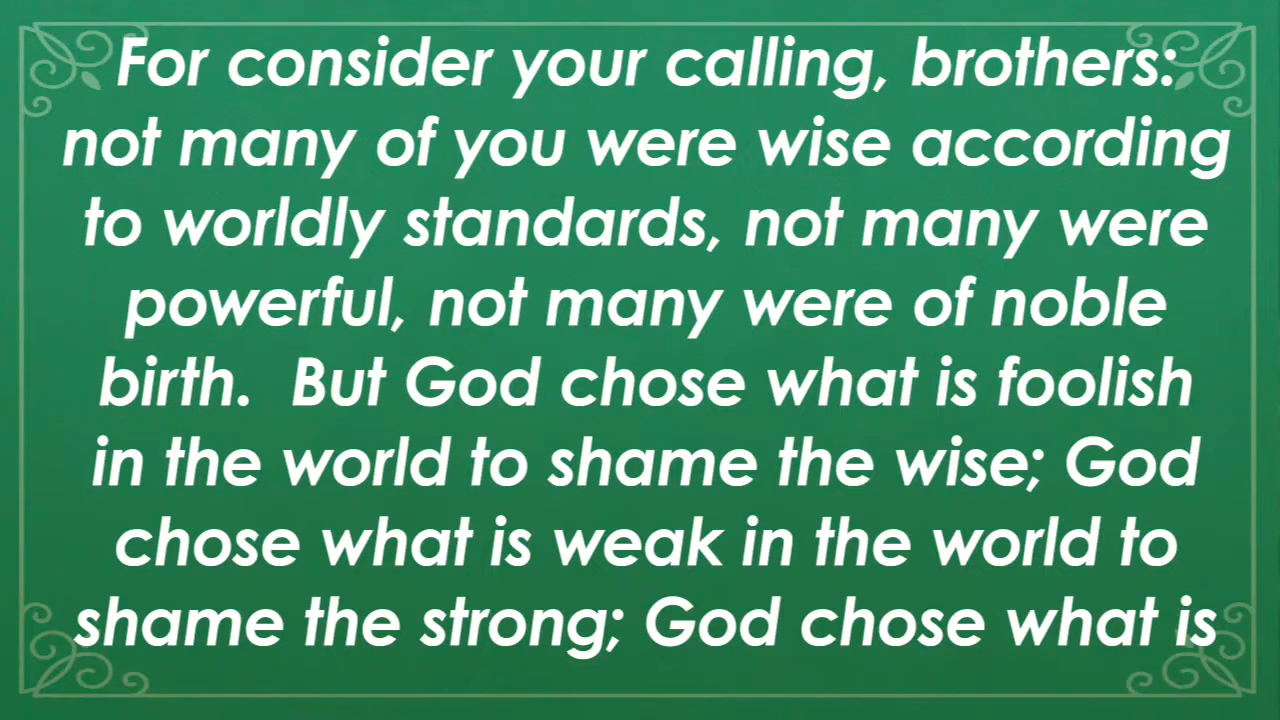 For consider your calling, brothers:
not many of you were wise according
to worldly standards, not many were
powerful, not many were of noble
birth.  But God chose what is foolish
in the world to shame the wise; God
chose what is weak in the world to
shame the strong; God chose what is